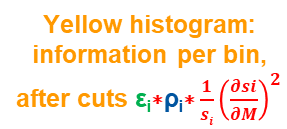 Yellow histogram:
information per bin,
after cuts εᵢ*ρᵢ* 1/sᵢ (∂si/∂M)²